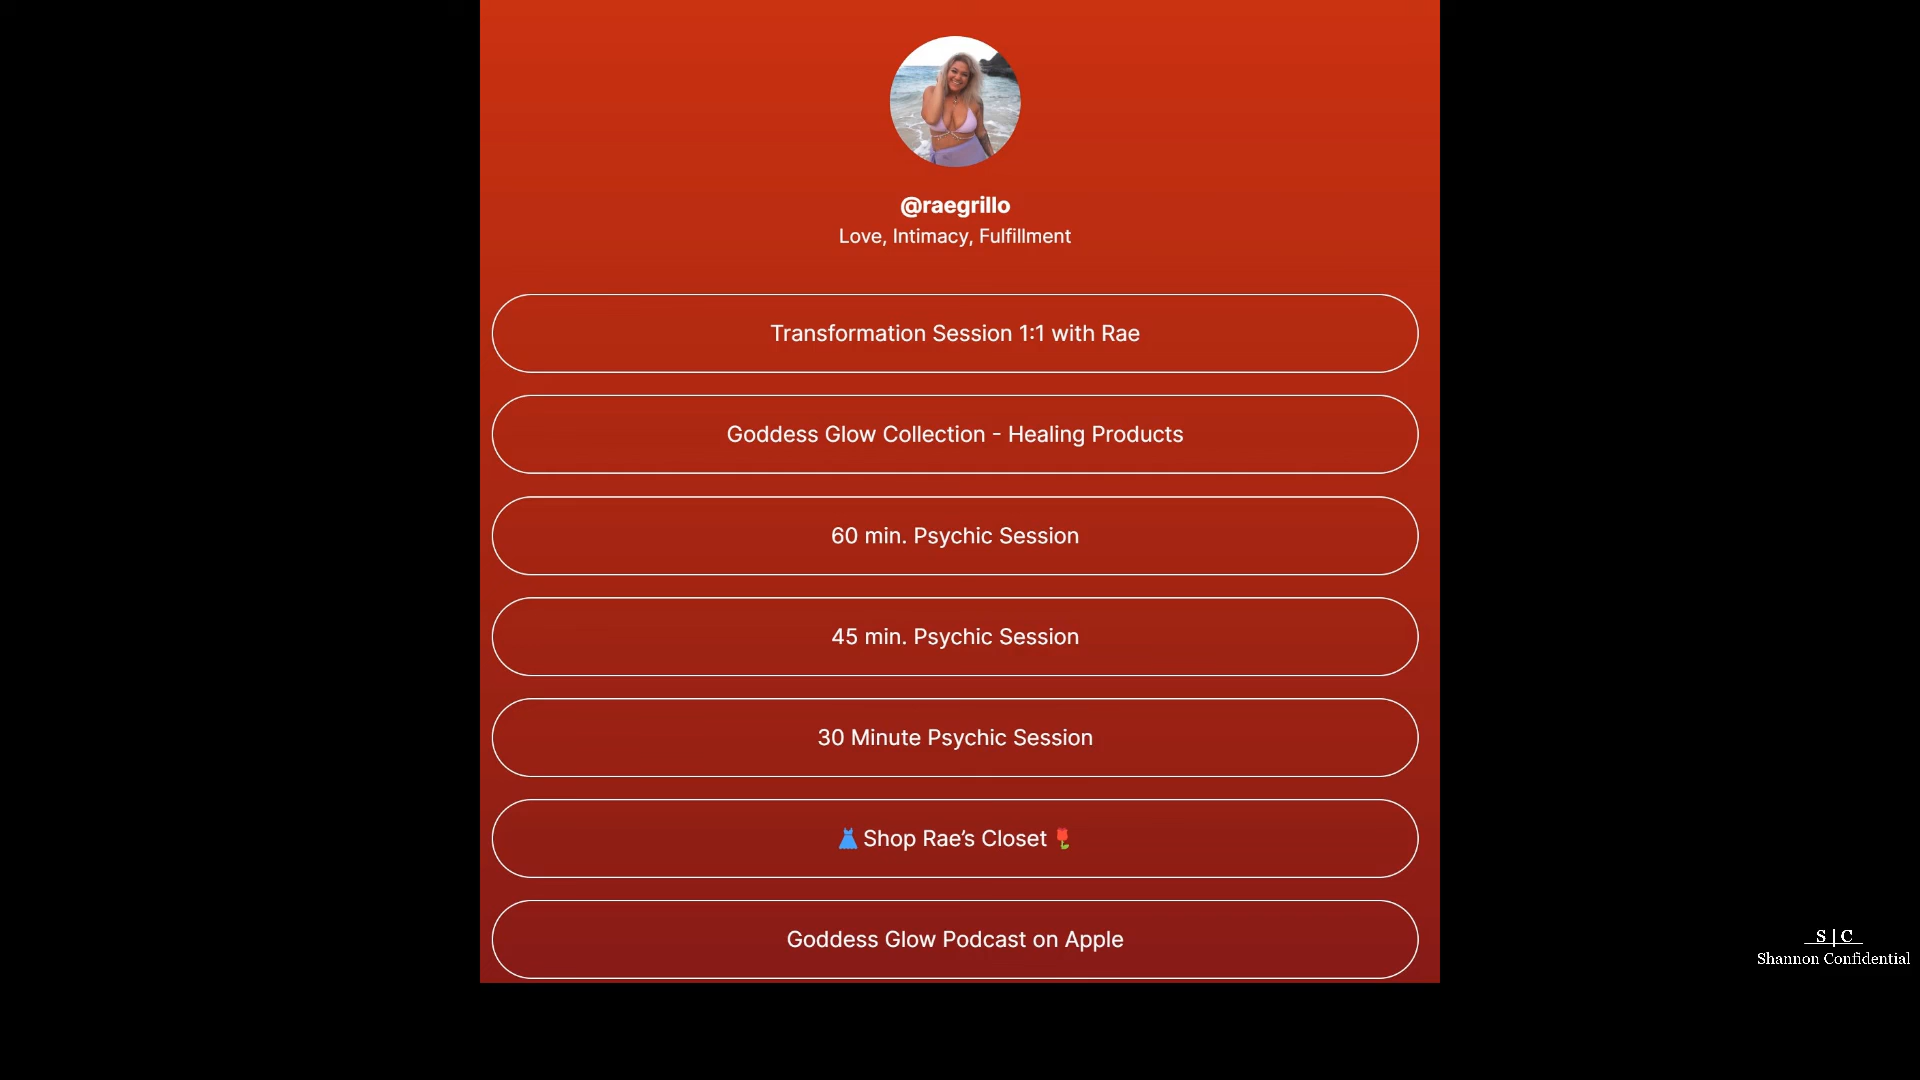 @raegrillo
Love, Intimacy, Fulfillment
Transformation Session 1:1 with Rae
Goddess Glow Collection - Healing Products
60 min. Psychic Session
45 min. Psychic Session
30 Minute Psychic Session
👗Shop Rae’s Closet🌷
Goddess Glow Podcast on Apple
S|C
Shannon Confidential